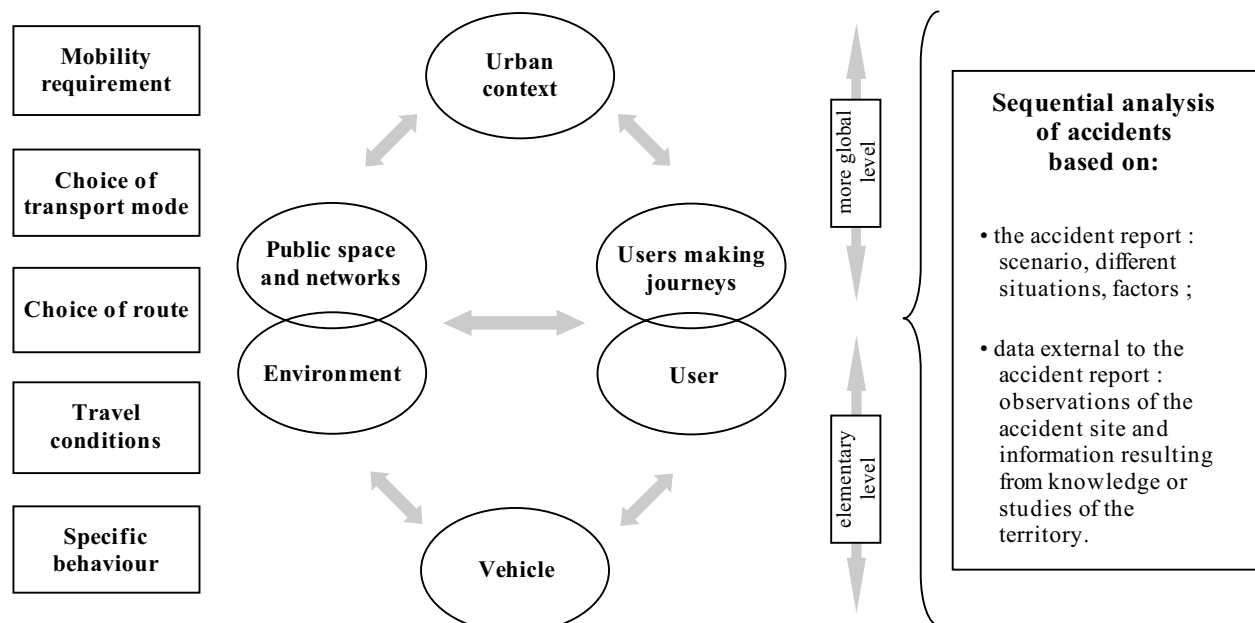 Mobility
requirement
Choice of
transport mode
Choice of route
Travel
conditions
Specific
behaviour
Urban
context
Public space
and networks
Users making
journeys
Environment
User
Vehicle
more global
level
elementary
level
Sequential analysis
of accidents
based on:
• the accident report :
scenario, different
situations, factors ;
• data external to the
accident report :
observations of the
accident site and
information resulting
from knowledge or
studies of the
territory.